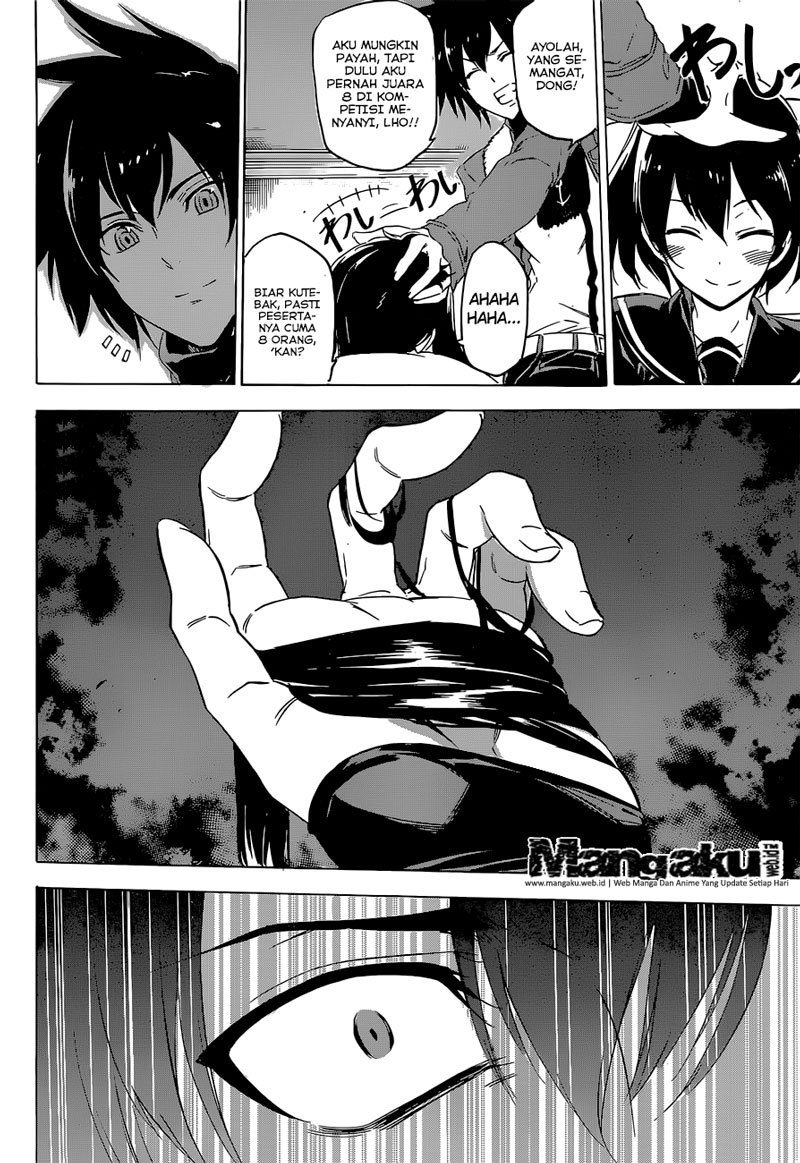 わしっ
AYOLAH,
YANG SE-
MANGAT,
DONG!
AKU MUNGKIN
PAYAH, TAPI
DULU AKU
PERNAH JUARA
8 DI KOM-
PETISI ME-
NYANYI, LHO!!
わし わし
AHAHA
HAHA...
BIAR KUTE-
BAK, PASTI
PESERTA-
NYA CUMA
8 ORANG,
'KAN?
Mangaku
www.mangaku.web.id | Web Manga Dan Anime Yang Update Setiap Hari